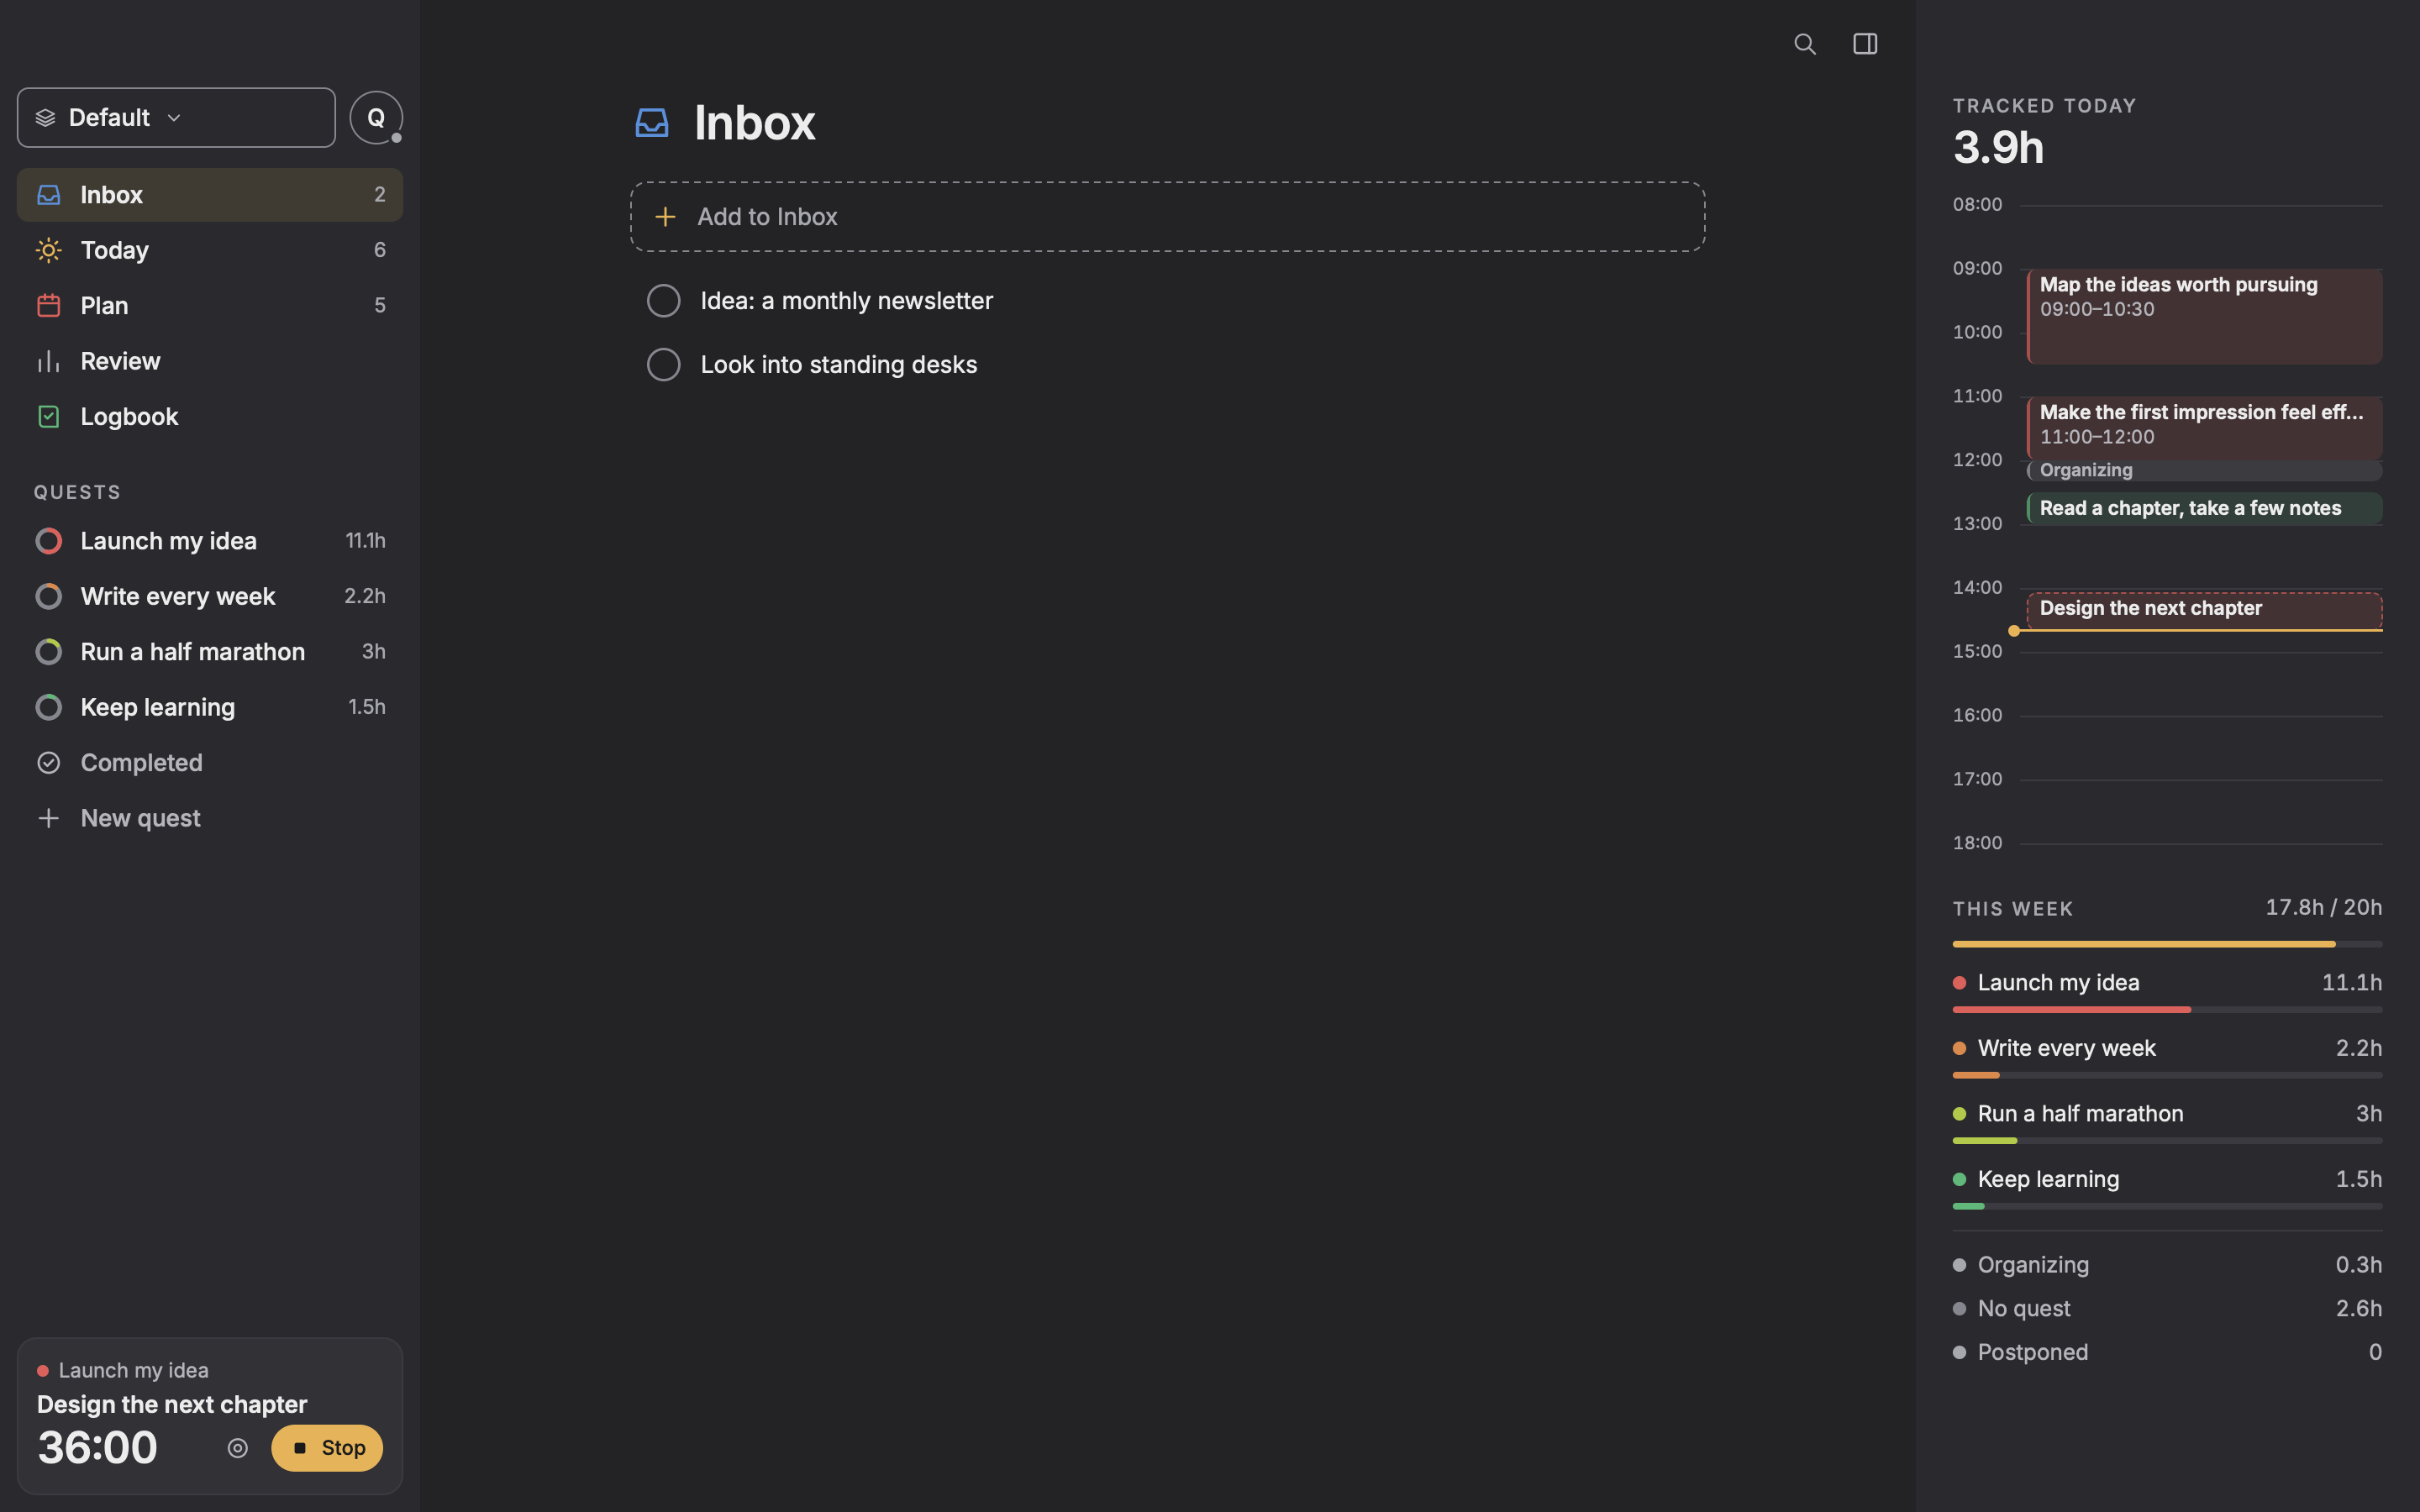 Default
Q
Inbox 2
Today 6
Plan 5
Review
Logbook
QUESTS
Launch my idea 11.1h
Write every week 2.2h
Run a half marathon 3h
Keep learning 1.5h
Completed
New quest
Launch my idea
Design the next chapter
36:00 Stop
Inbox
Add to Inbox
Idea: a monthly newsletter
Look into standing desks
TRACKED TODAY
3.9h
08:00
09:00
Map the ideas worth pursuing
09:00–10:30
10:00
11:00
Make the first impression feel eff...
11:00–12:00
12:00
Organizing
Read a chapter, take a few notes
13:00
14:00
Design the next chapter
15:00
16:00
17:00
18:00
THIS WEEK 17.8h / 20h
Launch my idea 11.1h
Write every week 2.2h
Run a half marathon 3h
Keep learning 1.5h
Organizing 0.3h
No quest 2.6h
Postponed 0